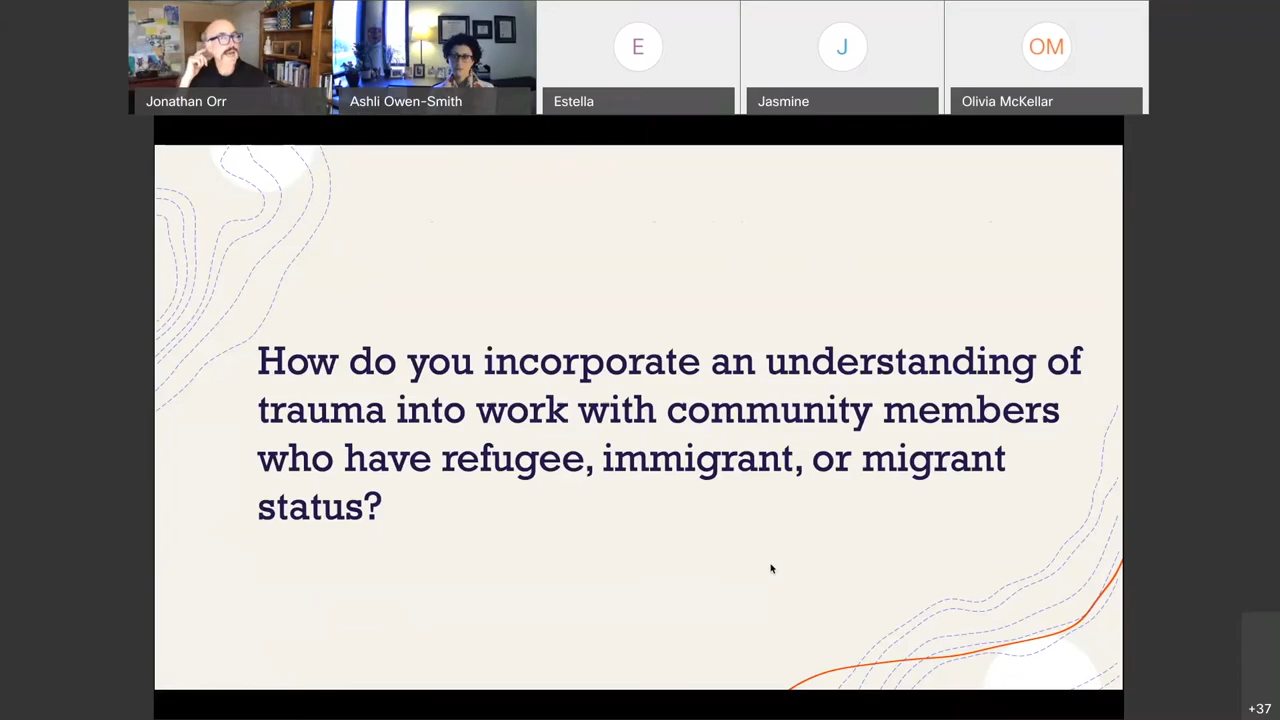 E
J
OM
Jonathan Orr
Ashli Owen-Smith
Estella
Jasmine
Olivia McKellar
How do you incorporate an understanding of
trauma into work with community members
who have refugee, immigrant, or migrant
status?
+37